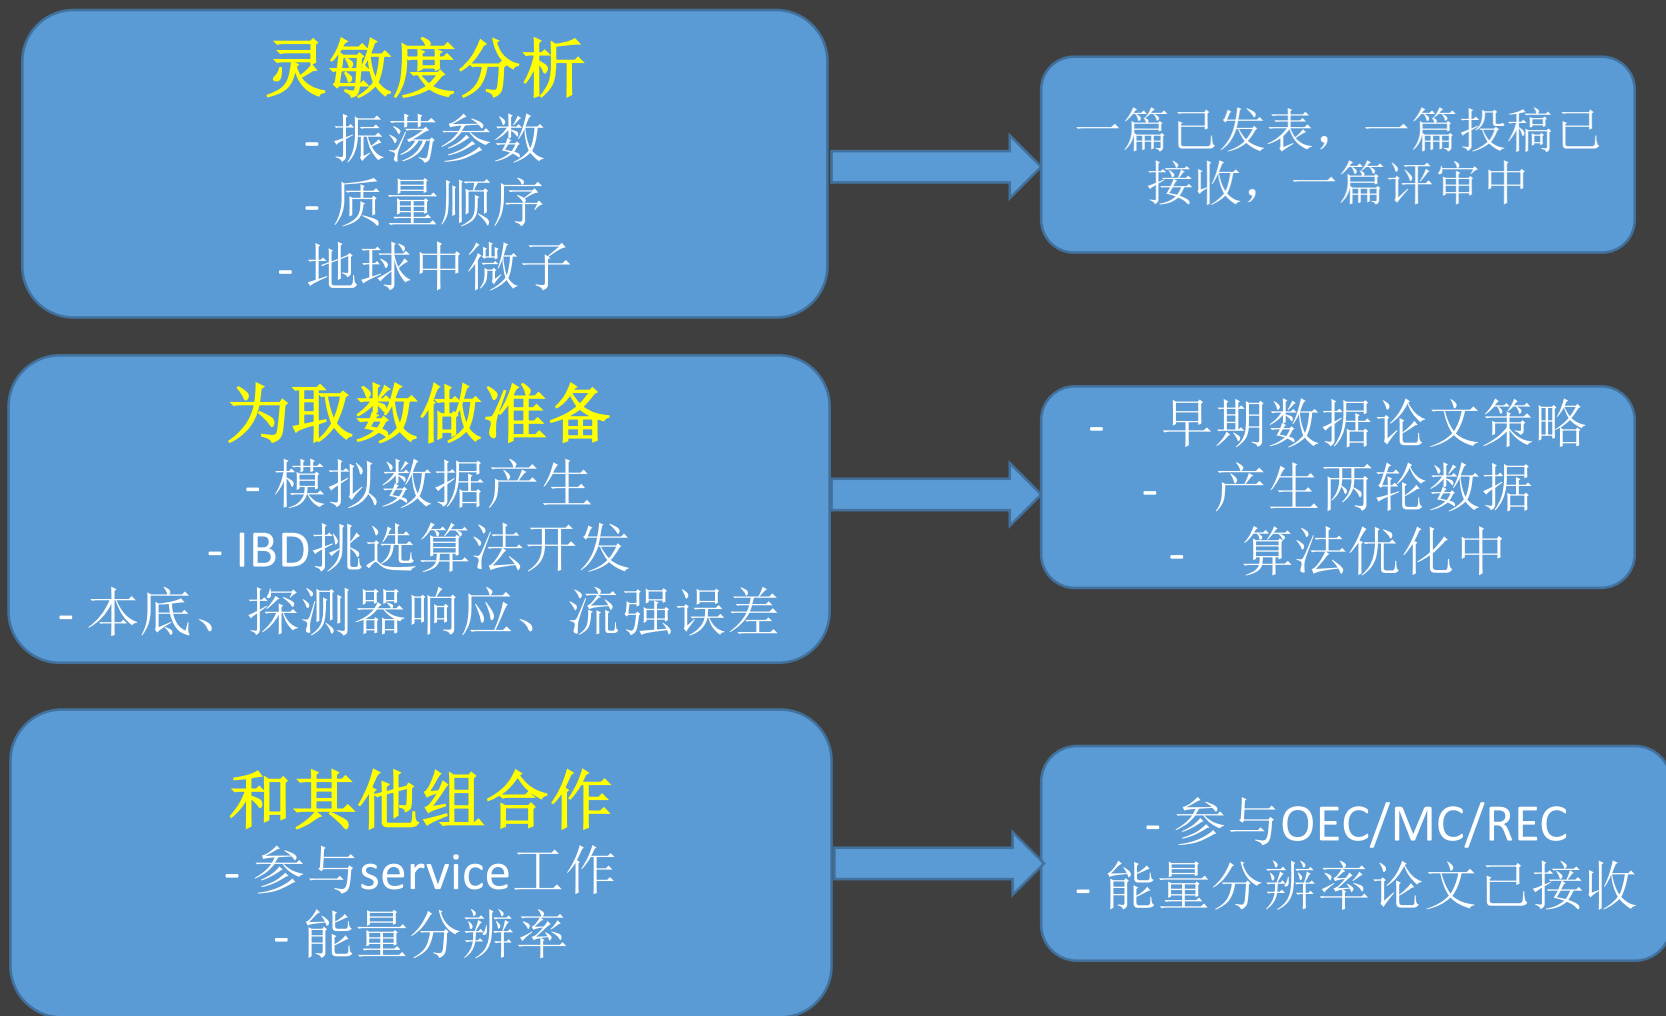 灵敏度分析
- 振荡参数
- 质量顺序
- 地球中微子
一篇已发表，一篇投稿已
接收，一篇评审中
为取数做准备
- 模拟数据产生
- IBD挑选算法开发
- 本底、探测器响应、流强误差
- 早期数据论文策略
- 产生两轮数据
- 算法优化中
和其他组合作
- 参与service工作
- 能量分辨率
- 参与OEC/MC/REC
- 能量分辨率论文已接收